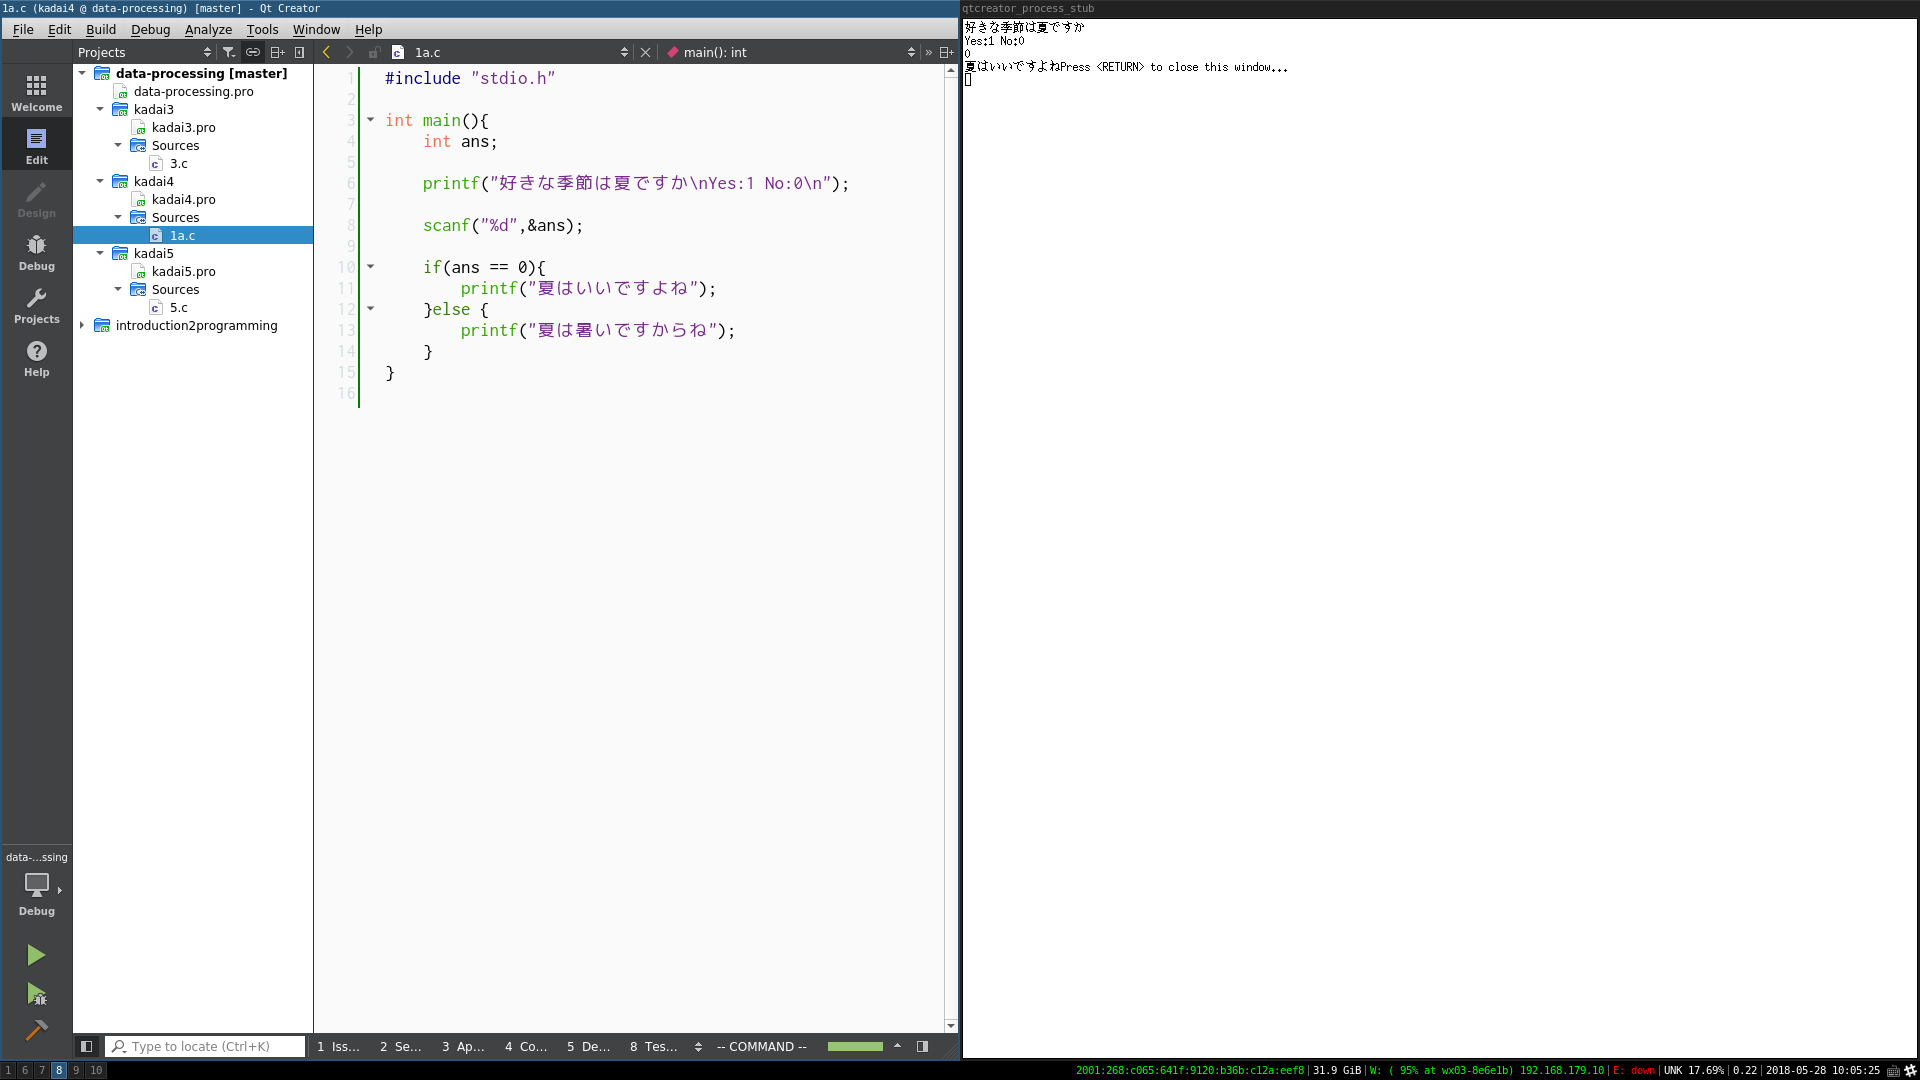 1a.c (kadai4 @ data-processing) [master] - Qt Creator
File Edit Build Debug Analyze Tools Window Help
Projects
1a.c
main(): int
»
Welcome
Edit
Design
Debug
Projects
Help
data-processing [master]
data-processing.pro
kadai3
kadai3.pro
Sources
3.c
kadai4
kadai4.pro
Sources
1a.c
kadai5
kadai5.pro
Sources
5.c
introduction2programming
1 #include "stdio.h"
2
3 int main(){
4 int ans;
5
6 printf("好きな季節は夏ですか\nYes:1 No:0\n");
7
8 scanf("%d",&ans);
9
10 if(ans == 0){
11 printf("夏はいいですよね");
12 }else {
13 printf("夏は暑いですからね");
14 }
15 }
16
data-...ssing
Debug
Type to locate (Ctrl+K)
1 Iss... 2 Se... 3 Ap... 4 Co... 5 De... 8 Tes... -- COMMAND --
qtcreator_process_stub
好きな季節は夏ですか
Yes:1 No:0
0
夏はいいですよねPress <RETURN> to close this window...
1 6 7 8 9 10
2001:268:c065:641f:9120:b36b:c12a:eef8 | 31.9 GiB | W: ( 95% at wx03-8e6e1b) 192.168.179.10 | E: down | UNK 17.69% | 0.22 | 2018-05-28 10:05:25